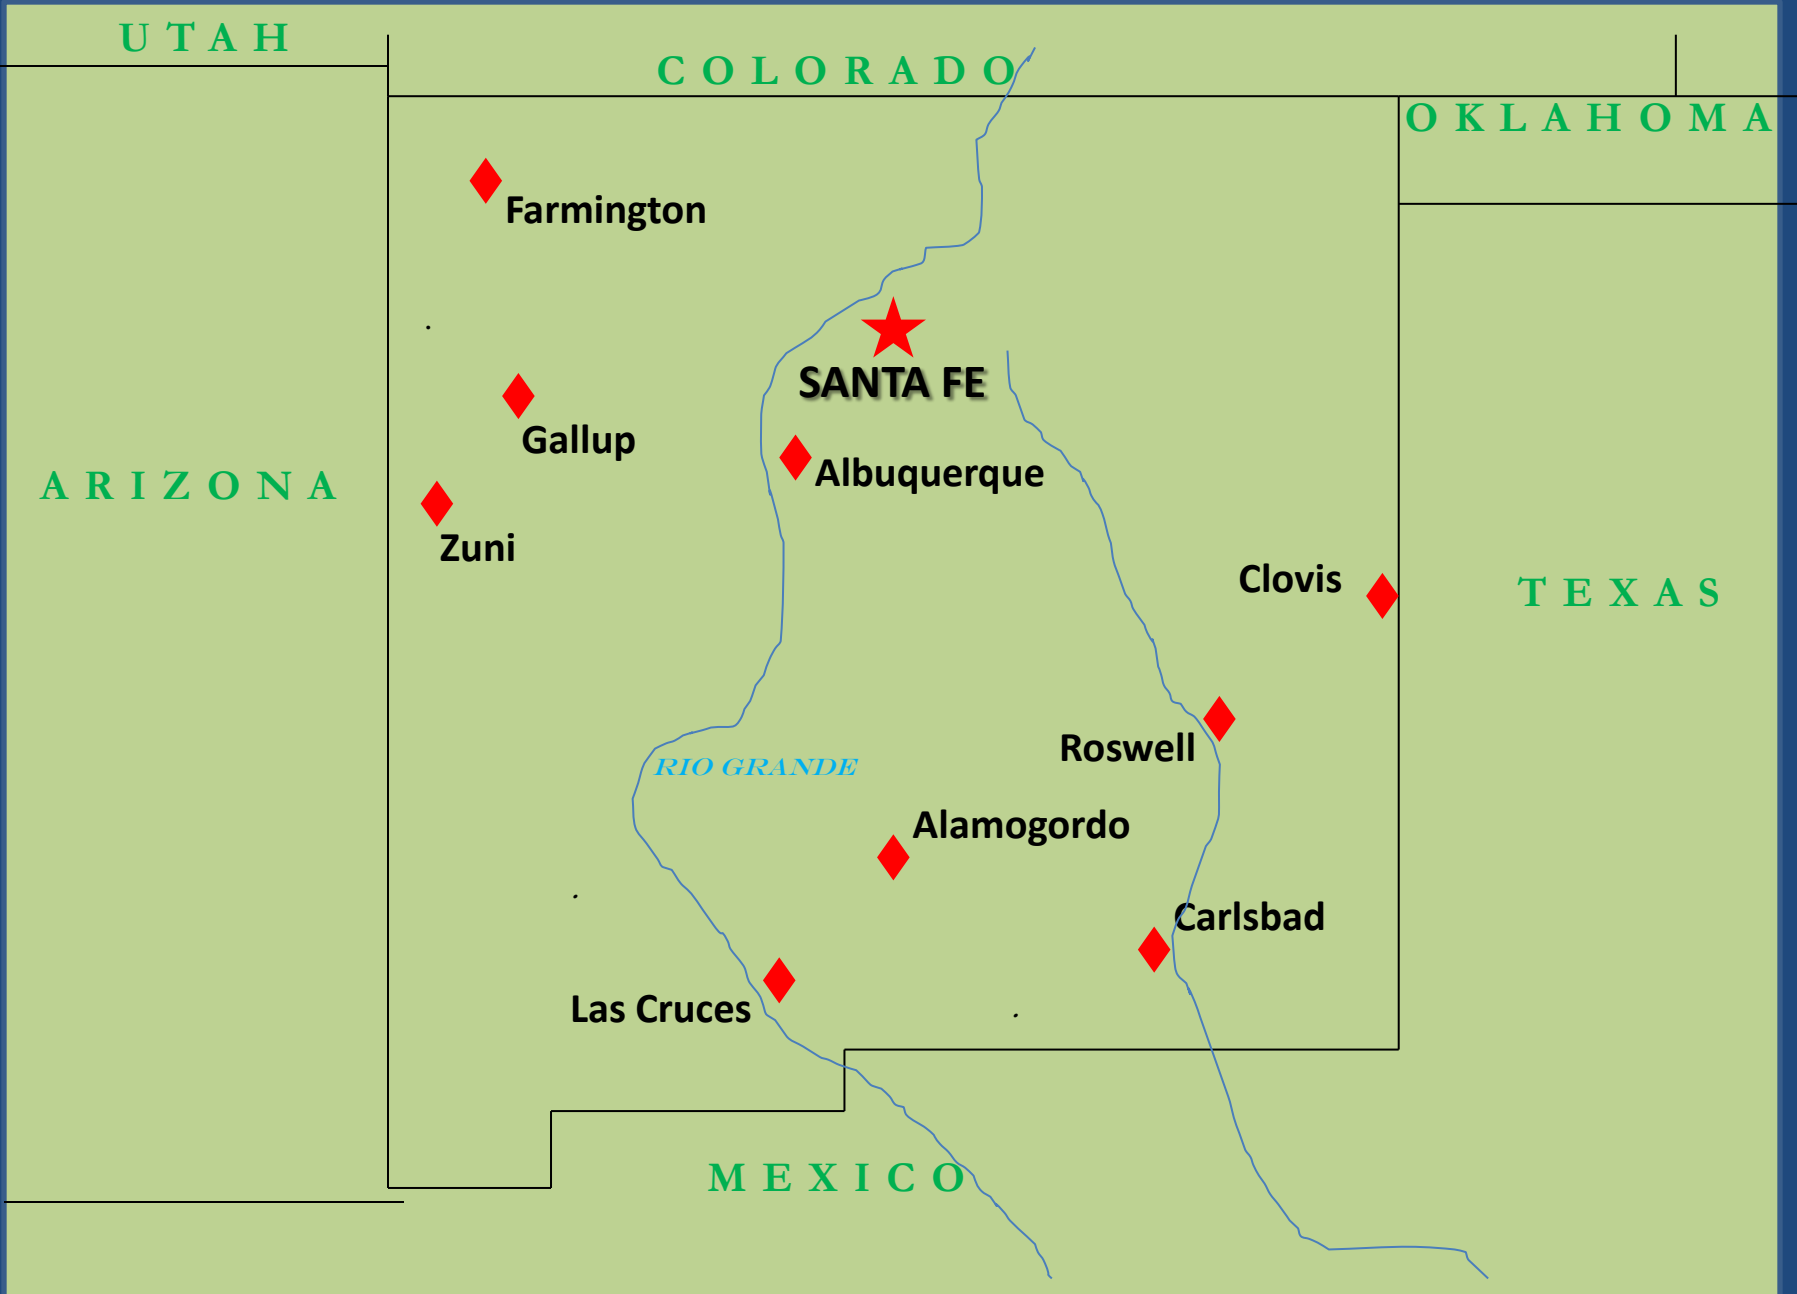 UTAH
COLORADO
OKLAHOMA
Farmington
SANTA FE
Gallup
Albuquerque
ARIZONA
Zuni
Clovis
TEXAS
Roswell
RIO GRANDE
Alamogordo
Carlsbad
Las Cruces
MEXICO